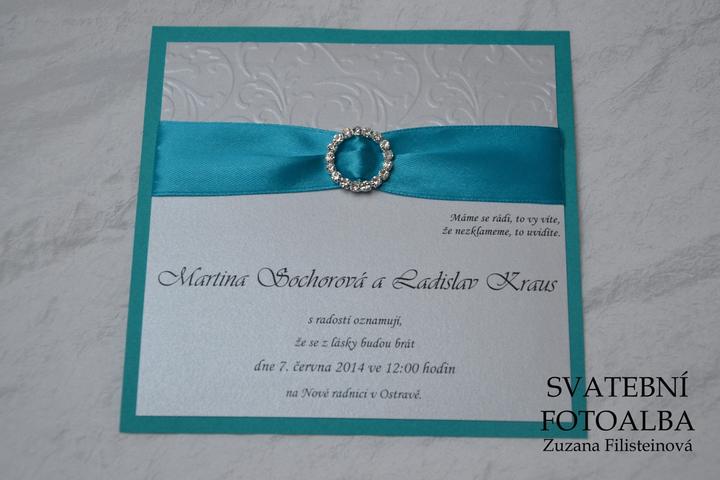 Máme se rádi, to vy víte,
že nezklameme, to uvidíte.
Martina Sochorová a Ladislav Kraus
s radostí oznamují,
že se z lásky budou brát
dne 7. června 2014 ve 12:00 hodin
na Nové radnici v Ostravě.
SVATEBNÍ
FOTOALBA
Zuzana Filisteinová